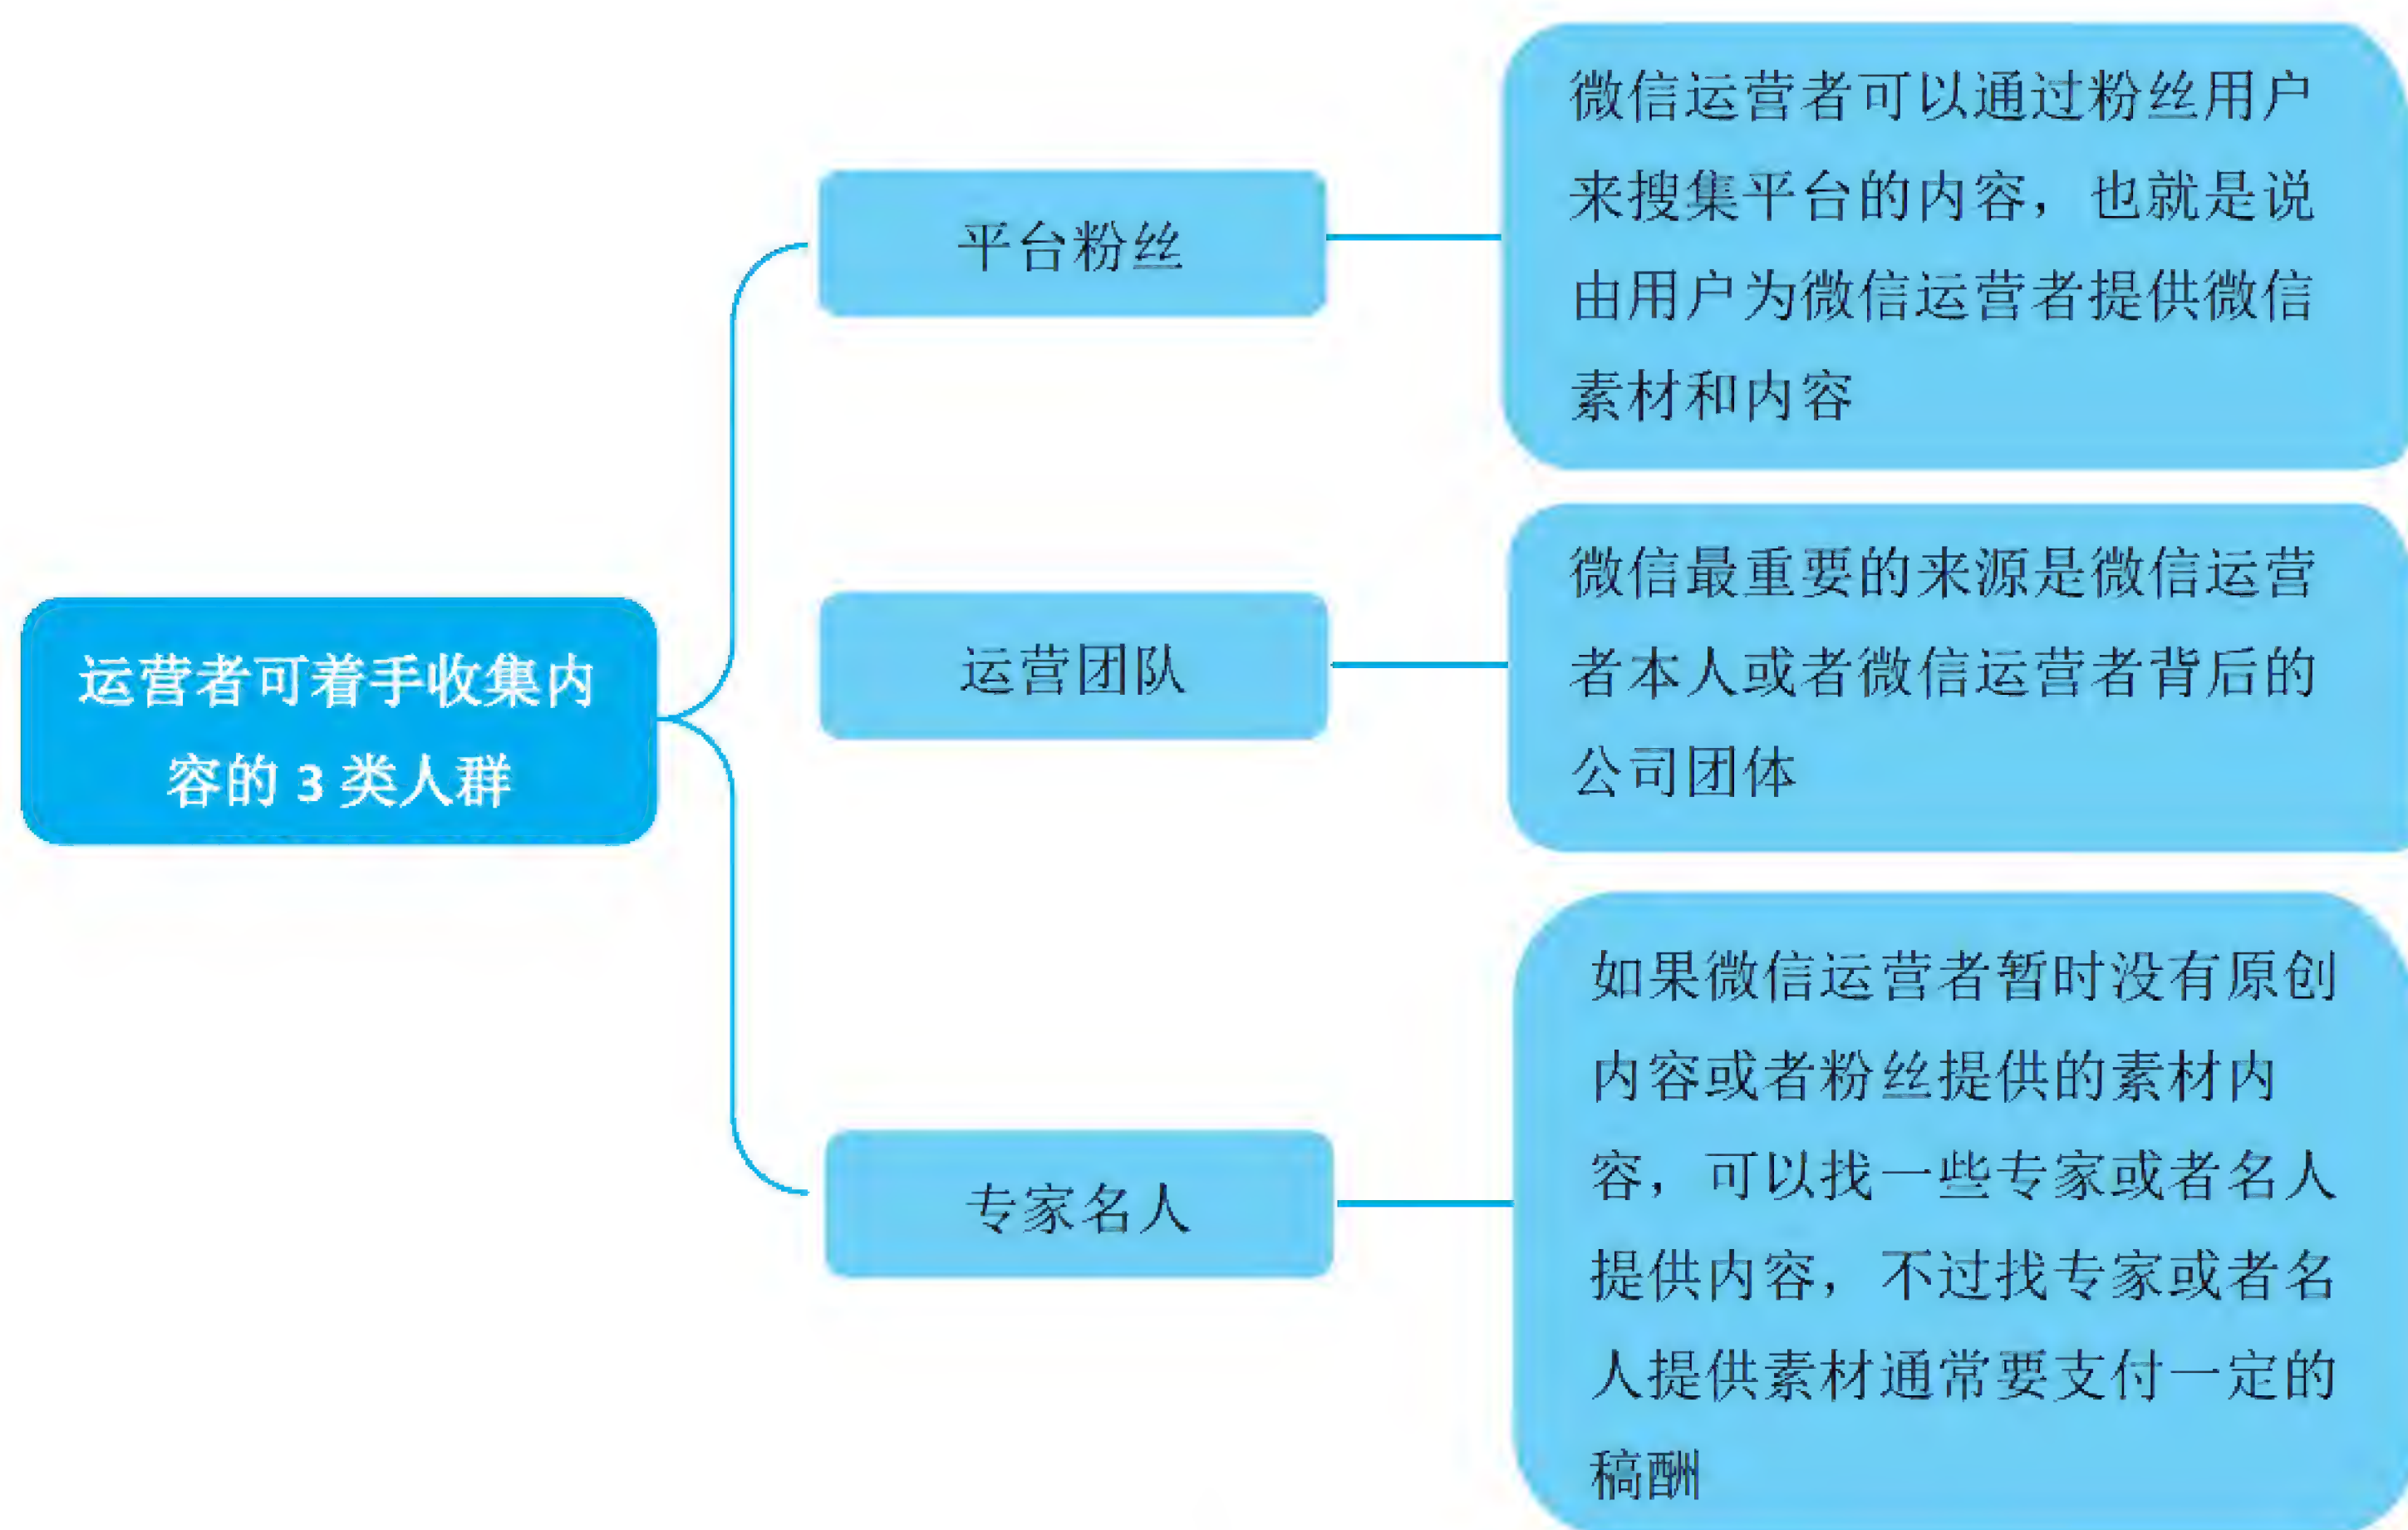 运营者可着手收集内
容的 3 类人群
平台粉丝
微信运营者可以通过粉丝用户
来搜集平台的内容，也就是说
由用户为微信运营者提供微信
素材和内容
运营团队
微信最重要的来源是微信运营
者本人或者微信运营者背后的
公司团体
专家名人
如果微信运营者暂时没有原创
内容或者粉丝提供的素材内
容，可以找一些专家或者名人
提供内容，不过找专家或者名
人提供素材通常要支付一定的
稿酬